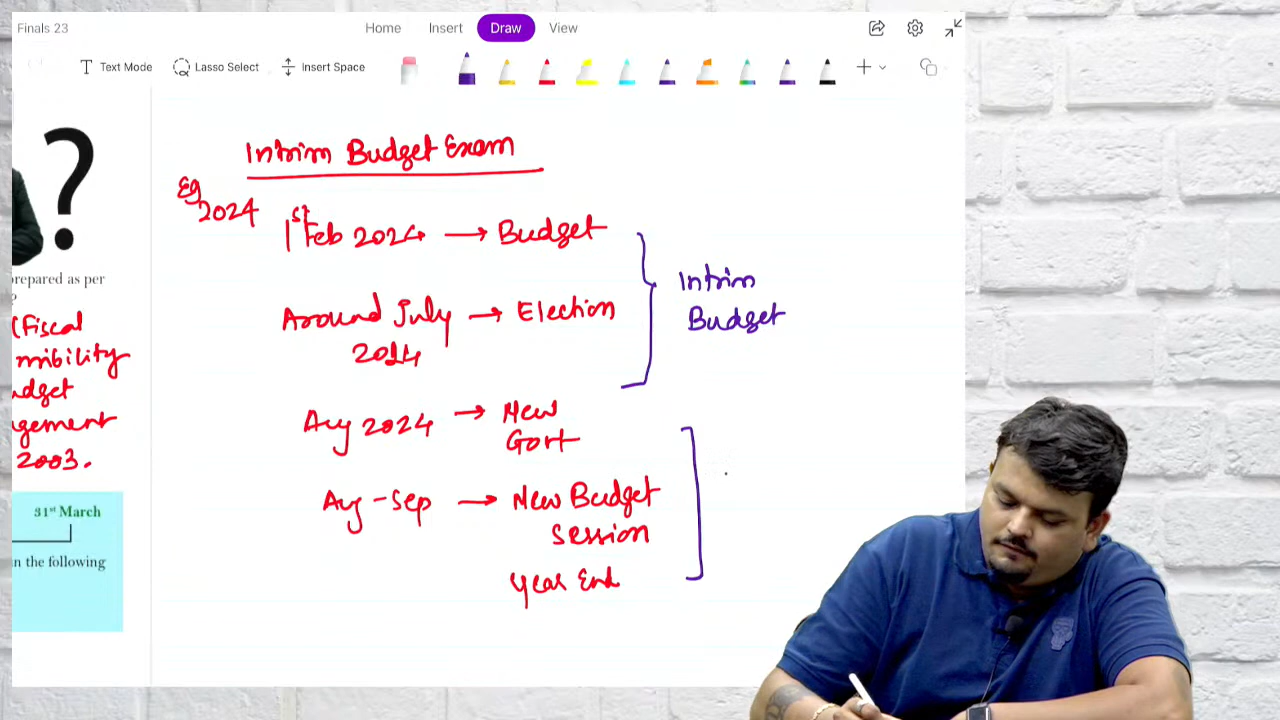 Finals 23
Home Insert Draw View
Text Mode Lasso Select Insert Space
Intrim Budget Exam
Eg
2024
1st Feb 2024 → Budget
Around July → Election
2024
Intrim
Budget
Aug 2024 → New
Govt
Aug - Sep → New Budget
Session
Year End
?
repared as per
?
(Fiscal
mibility
udget
gement
2003.
31st March
n the following